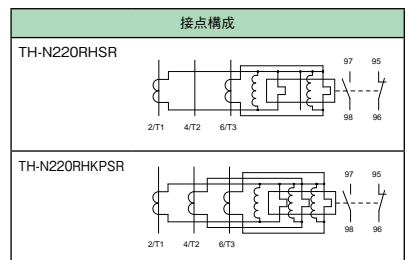 接点構成
TH-N220RHSR
97 95
98 96
2/T1 4/T2 6/T3
TH-N220RHKPSR
97 95
98 96
2/T1 4/T2 6/T3